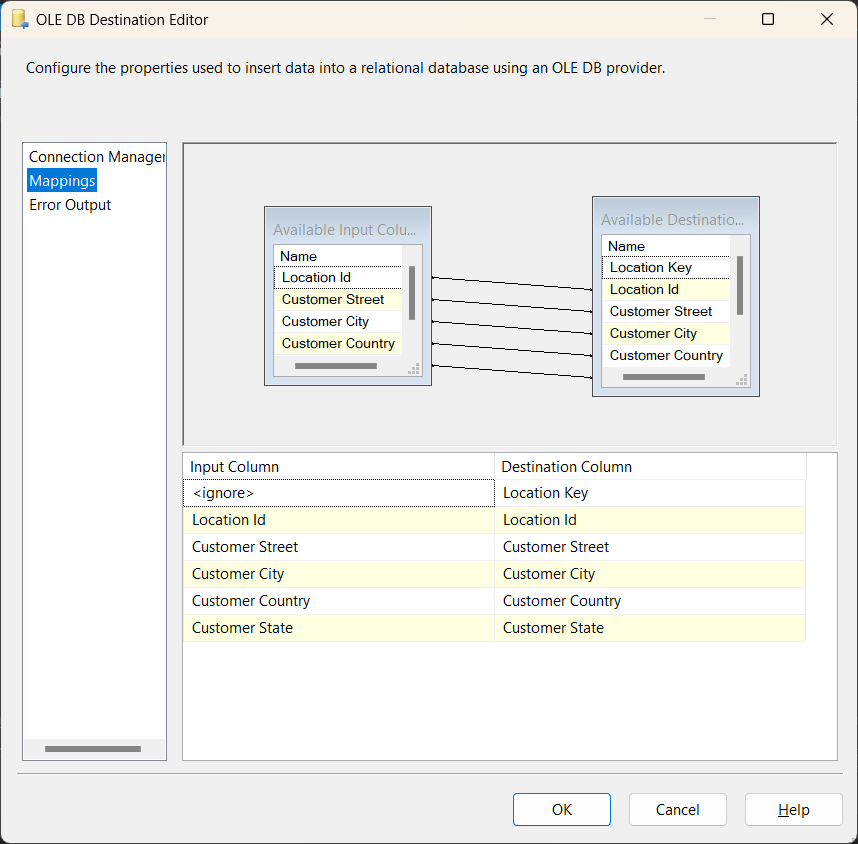 OLE DB Destination Editor
Configure the properties used to insert data into a relational database using an OLE DB provider.
Connection Manager
Mappings
Error Output
Available Input Colu...
Name
Location Id
Customer Street
Customer City
Customer Country
Available Destinatio...
Name
Location Key
Location Id
Customer Street
Customer City
Customer Country
Input Column Destination Column
<ignore> Location Key
Location Id Location Id
Customer Street Customer Street
Customer City Customer City
Customer Country Customer Country
Customer State Customer State
OK Cancel Help